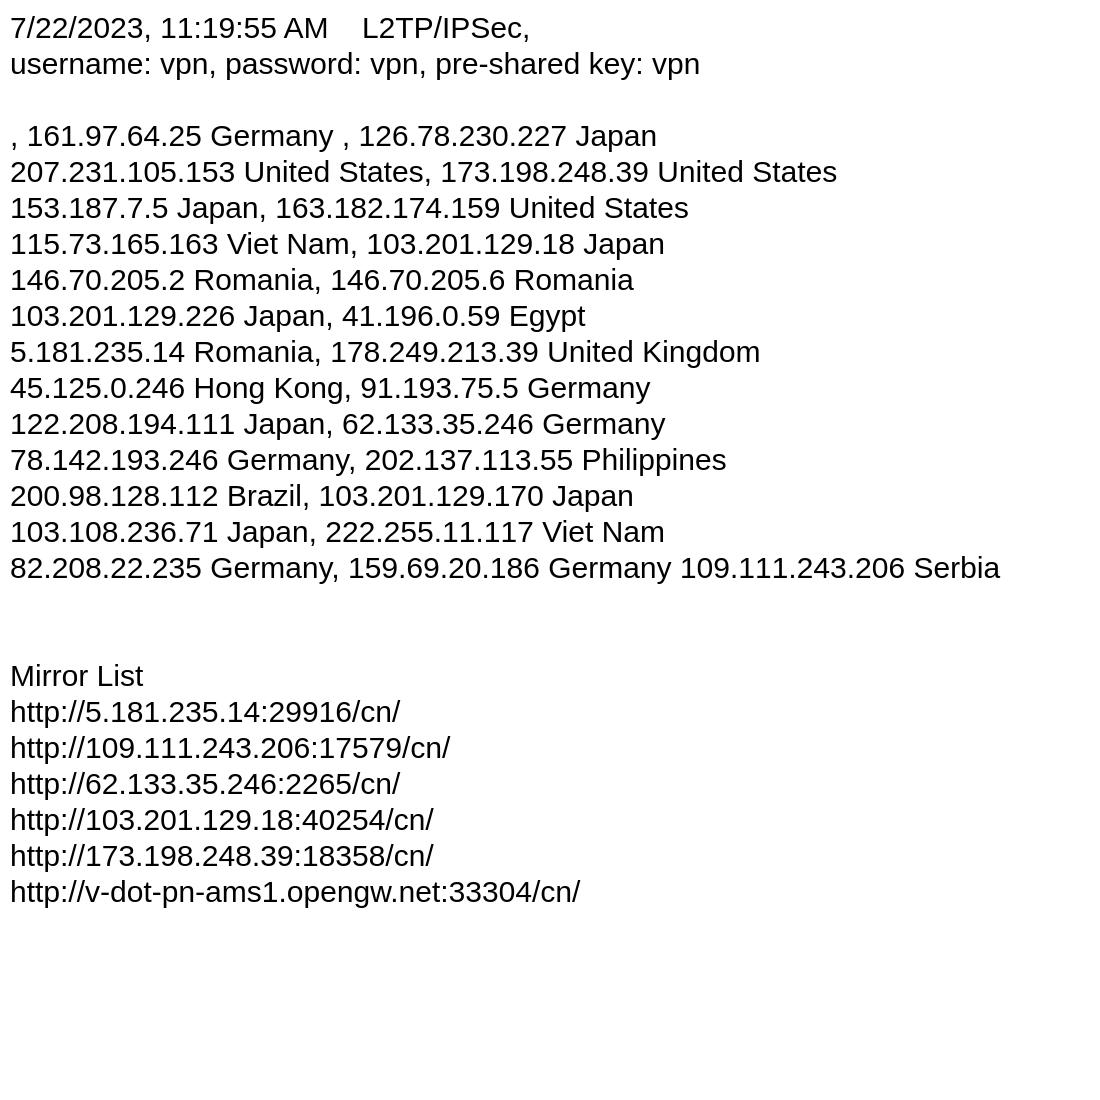 7/22/2023, 11:19:55 AM    L2TP/IPSec,
username: vpn, password: vpn, pre-shared key: vpn
, 161.97.64.25 Germany , 126.78.230.227 Japan
207.231.105.153 United States, 173.198.248.39 United States
153.187.7.5 Japan, 163.182.174.159 United States
115.73.165.163 Viet Nam, 103.201.129.18 Japan
146.70.205.2 Romania, 146.70.205.6 Romania
103.201.129.226 Japan, 41.196.0.59 Egypt
5.181.235.14 Romania, 178.249.213.39 United Kingdom
45.125.0.246 Hong Kong, 91.193.75.5 Germany
122.208.194.111 Japan, 62.133.35.246 Germany
78.142.193.246 Germany, 202.137.113.55 Philippines
200.98.128.112 Brazil, 103.201.129.170 Japan
103.108.236.71 Japan, 222.255.11.117 Viet Nam
82.208.22.235 Germany, 159.69.20.186 Germany 109.111.243.206 Serbia
Mirror List
http://5.181.235.14:29916/cn/
http://109.111.243.206:17579/cn/
http://62.133.35.246:2265/cn/
http://103.201.129.18:40254/cn/
http://173.198.248.39:18358/cn/
http://v-dot-pn-ams1.opengw.net:33304/cn/